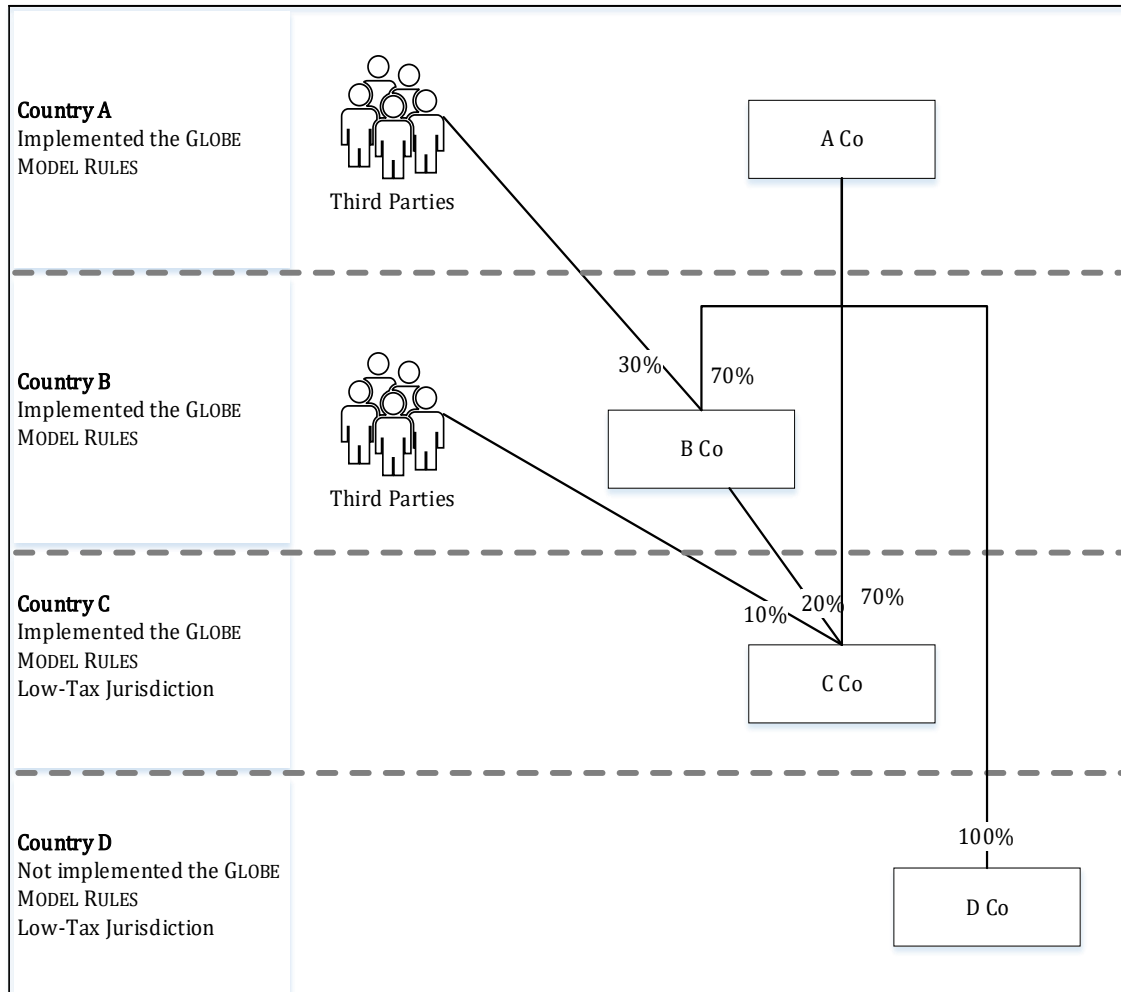 Country A
Implemented the GLOBE
MODEL RULES
Third Parties
A Co
Country B
Implemented the GLOBE
MODEL RULES
Third Parties
30%
70%
B Co
Country C
Implemented the GLOBE
MODEL RULES
Low-Tax Jurisdiction
10%
20%
70%
C Co
Country D
Not implemented the GLOBE
MODEL RULES
Low-Tax Jurisdiction
100%
D Co